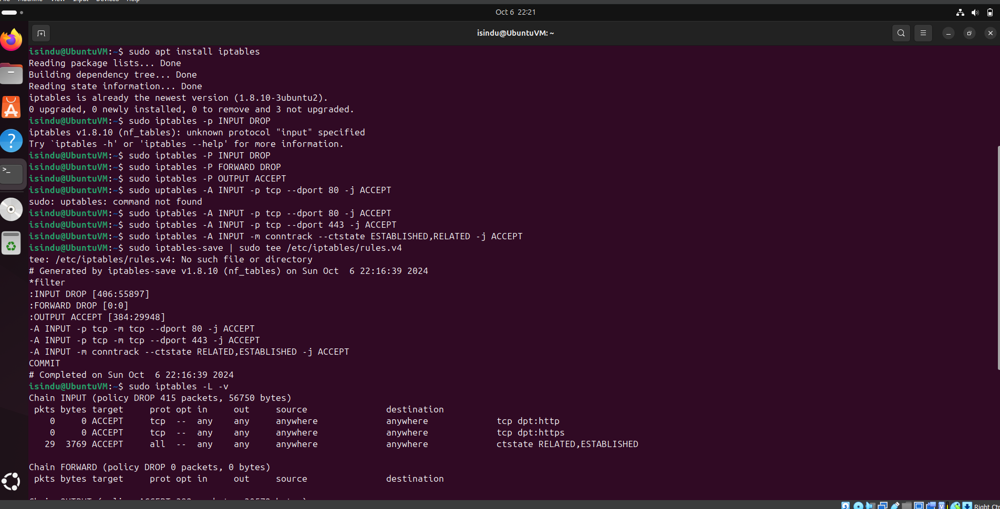 File Machine View Input Devices Help
Oct 6 22:21
isindu@UbuntuVM: ~
isindu@UbuntuVM:~$ sudo apt install iptables
Reading package lists... Done
Building dependency tree... Done
Reading state information... Done
iptables is already the newest version (1.8.10-3ubuntu2).
0 upgraded, 0 newly installed, 0 to remove and 3 not upgraded.
isindu@UbuntuVM:~$ sudo iptables -p INPUT DROP
iptables v1.8.10 (nf_tables): unknown protocol "input" specified
Try `iptables -h' or 'iptables --help' for more information.
isindu@UbuntuVM:~$ sudo iptables -P INPUT DROP
isindu@UbuntuVM:~$ sudo iptables -P FORWARD DROP
isindu@UbuntuVM:~$ sudo iptables -P OUTPUT ACCEPT
isindu@UbuntuVM:~$ sudo uptables -A INPUT -p tcp --dport 80 -j ACCEPT
sudo: uptables: command not found
isindu@UbuntuVM:~$ sudo iptables -A INPUT -p tcp --dport 80 -j ACCEPT
isindu@UbuntuVM:~$ sudo iptables -A INPUT -p tcp --dport 443 -j ACCEPT
isindu@UbuntuVM:~$ sudo iptables -A INPUT -m conntrack --ctstate ESTABLISHED,RELATED -j ACCEPT
isindu@UbuntuVM:~$ sudo iptables-save | sudo tee /etc/iptables/rules.v4
tee: /etc/iptables/rules.v4: No such file or directory
# Generated by iptables-save v1.8.10 (nf_tables) on Sun Oct  6 22:16:39 2024
*filter
:INPUT DROP [406:55897]
:FORWARD DROP [0:0]
:OUTPUT ACCEPT [384:29948]
-A INPUT -p tcp -m tcp --dport 80 -j ACCEPT
-A INPUT -p tcp -m tcp --dport 443 -j ACCEPT
-A INPUT -m conntrack --ctstate RELATED,ESTABLISHED -j ACCEPT
COMMIT
# Completed on Sun Oct  6 22:16:39 2024
isindu@UbuntuVM:~$ sudo iptables -L -v
Chain INPUT (policy DROP 415 packets, 56750 bytes)
 pkts bytes target     prot opt in     out     source               destination
    0     0 ACCEPT     tcp  --  any    any     anywhere             anywhere             tcp dpt:http
    0     0 ACCEPT     tcp  --  any    any     anywhere             anywhere             tcp dpt:https
   29  3769 ACCEPT     all  --  any    any     anywhere             anywhere             ctstate RELATED,ESTABLISHED
Chain FORWARD (policy DROP 0 packets, 0 bytes)
 pkts bytes target     prot opt in     out     source               destination
Right Ctr